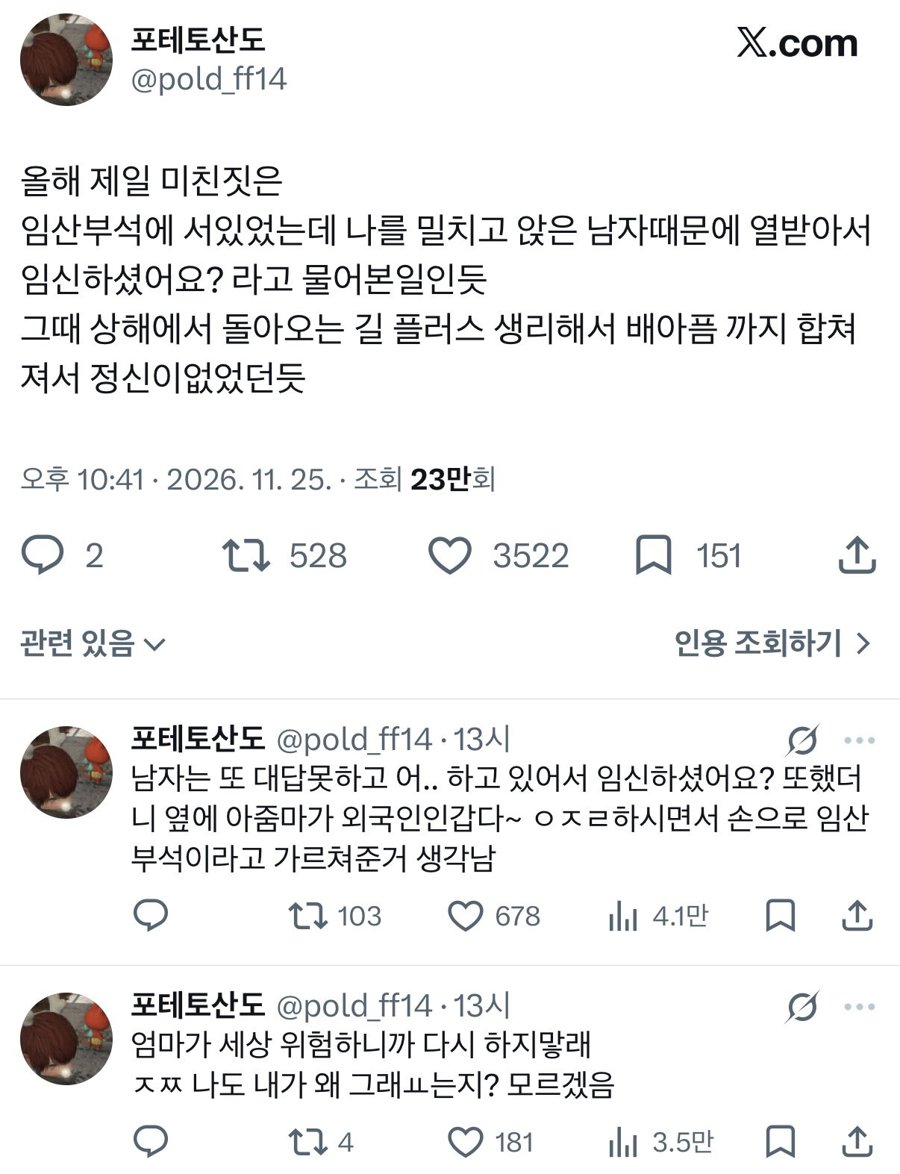 포테토산도
X.com
@pold_ff14
올해 제일 미친짓은
임산부석에 서있었는데 나를 밀치고 앉은 남자때문에 열받아서
임신하셨어요? 라고 물어본일인듯
그때 상해에서 돌아오는 길 플러스 생리해서 배아픔 까지 합쳐
져서 정신이없었던듯
오후 10:41 · 2026. 11. 25. · 조회 23만회
2 528 3522 151
관련 있음 인용 조회하기
포테토산도 @pold_ff14 · 13시
남자는 또 대답못하고 어.. 하고 있어서 임신하셨어요? 또했더
니 옆에 아줌마가 외국인인갑다~ ㅇㅈㄹ하시면서 손으로 임산
부석이라고 가르쳐준거 생각남
103 678 4.1만
포테토산도 @pold_ff14 · 13시
엄마가 세상 위험하니까 다시 하지맣래
ㅈㅉ 나도 내가 왜 그래ㅛ는지? 모르겠음
4 181 3.5만